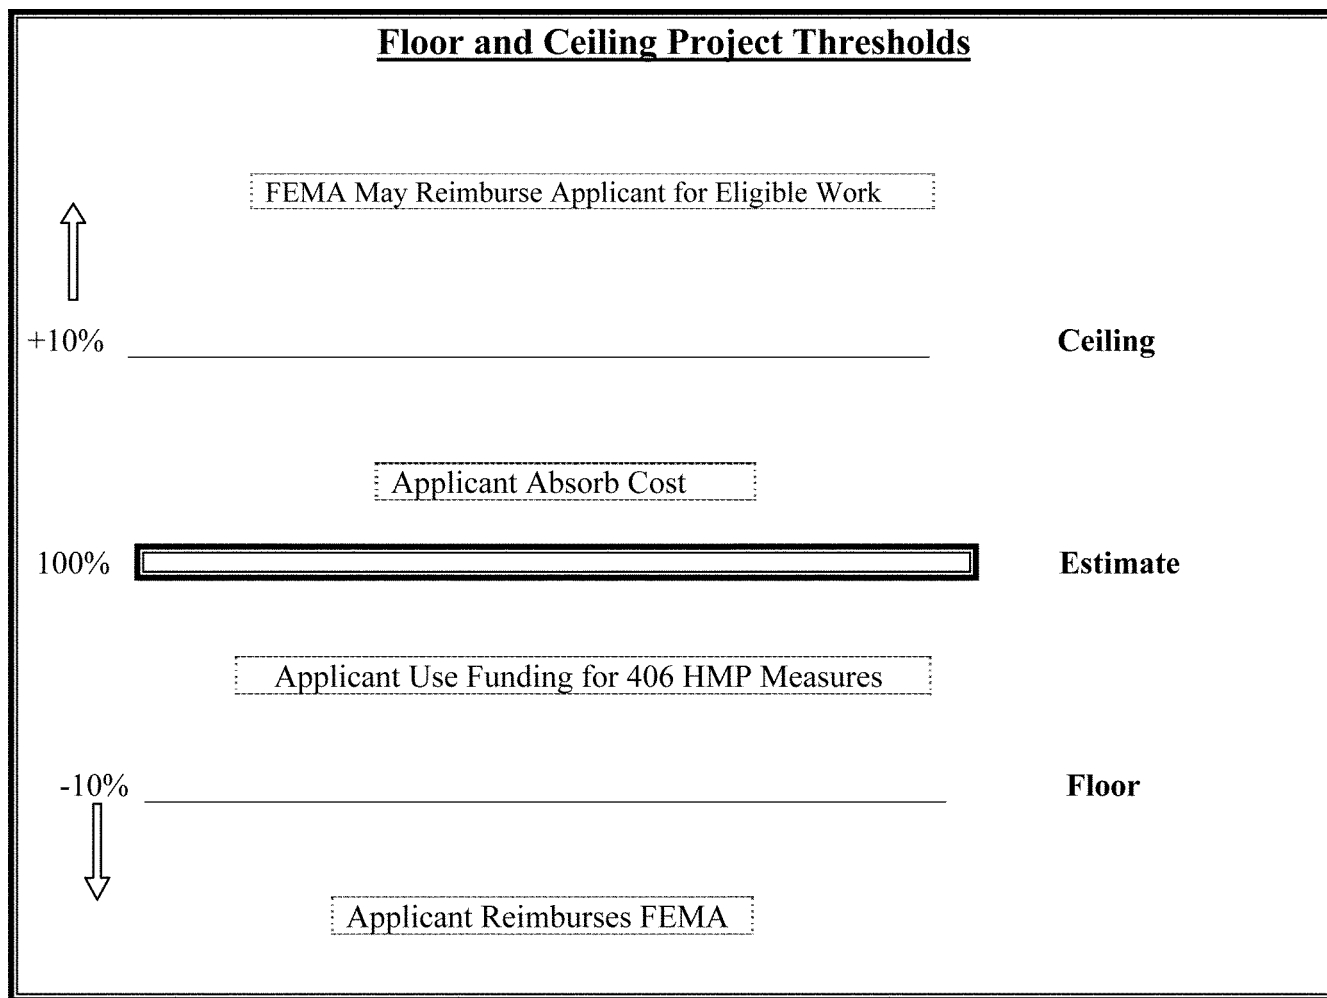 Floor and Ceiling Project Thresholds
FEMA May Reimburse Applicant for Eligible Work
+10%
Ceiling
Applicant Absorb Cost
100%
Estimate
Applicant Use Funding for 406 HMP Measures
-10%
Floor
Applicant Reimburses FEMA